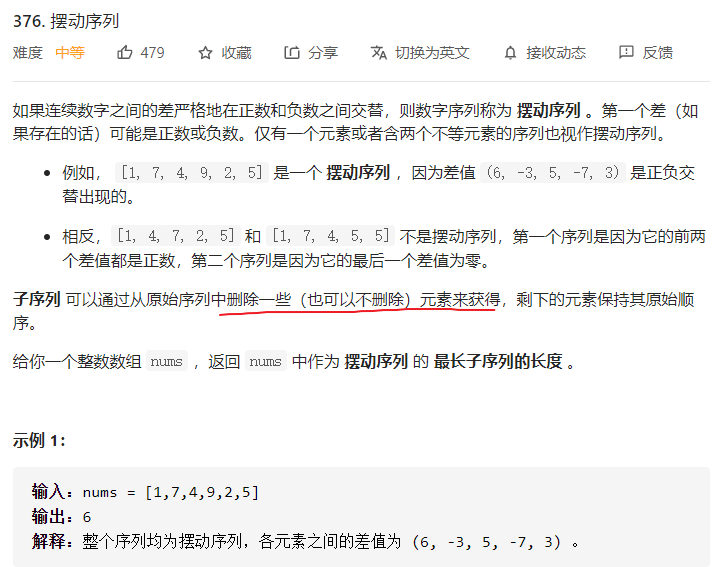 376. 摆动序列
难度 中等 479 收藏 分享 切换为英文 接收动态 反馈
如果连续数字之间的差严格地在正数和负数之间交替，则数字序列称为 摆动序列 。第一个差（如
果存在的话）可能是正数或负数。仅有一个元素或者含两个不等元素的序列也视作摆动序列。
例如， [1, 7, 4, 9, 2, 5] 是一个 摆动序列 ，因为差值 (6, -3, 5, -7, 3) 是正负交
替出现的。
相反，[1, 4, 7, 2, 5] 和 [1, 7, 4, 5, 5] 不是摆动序列，第一个序列是因为它的前两
个差值都是正数，第二个序列是因为它的最后一个差值为零。
子序列 可以通过从原始序列中删除一些（也可以不删除）元素来获得，剩下的元素保持其原始顺
序。
给你一个整数数组 nums ，返回 nums 中作为 摆动序列 的 最长子序列的长度 。
示例 1：
输入：nums = [1,7,4,9,2,5]
输出：6
解释：整个序列均为摆动序列，各元素之间的差值为 (6, -3, 5, -7, 3) 。